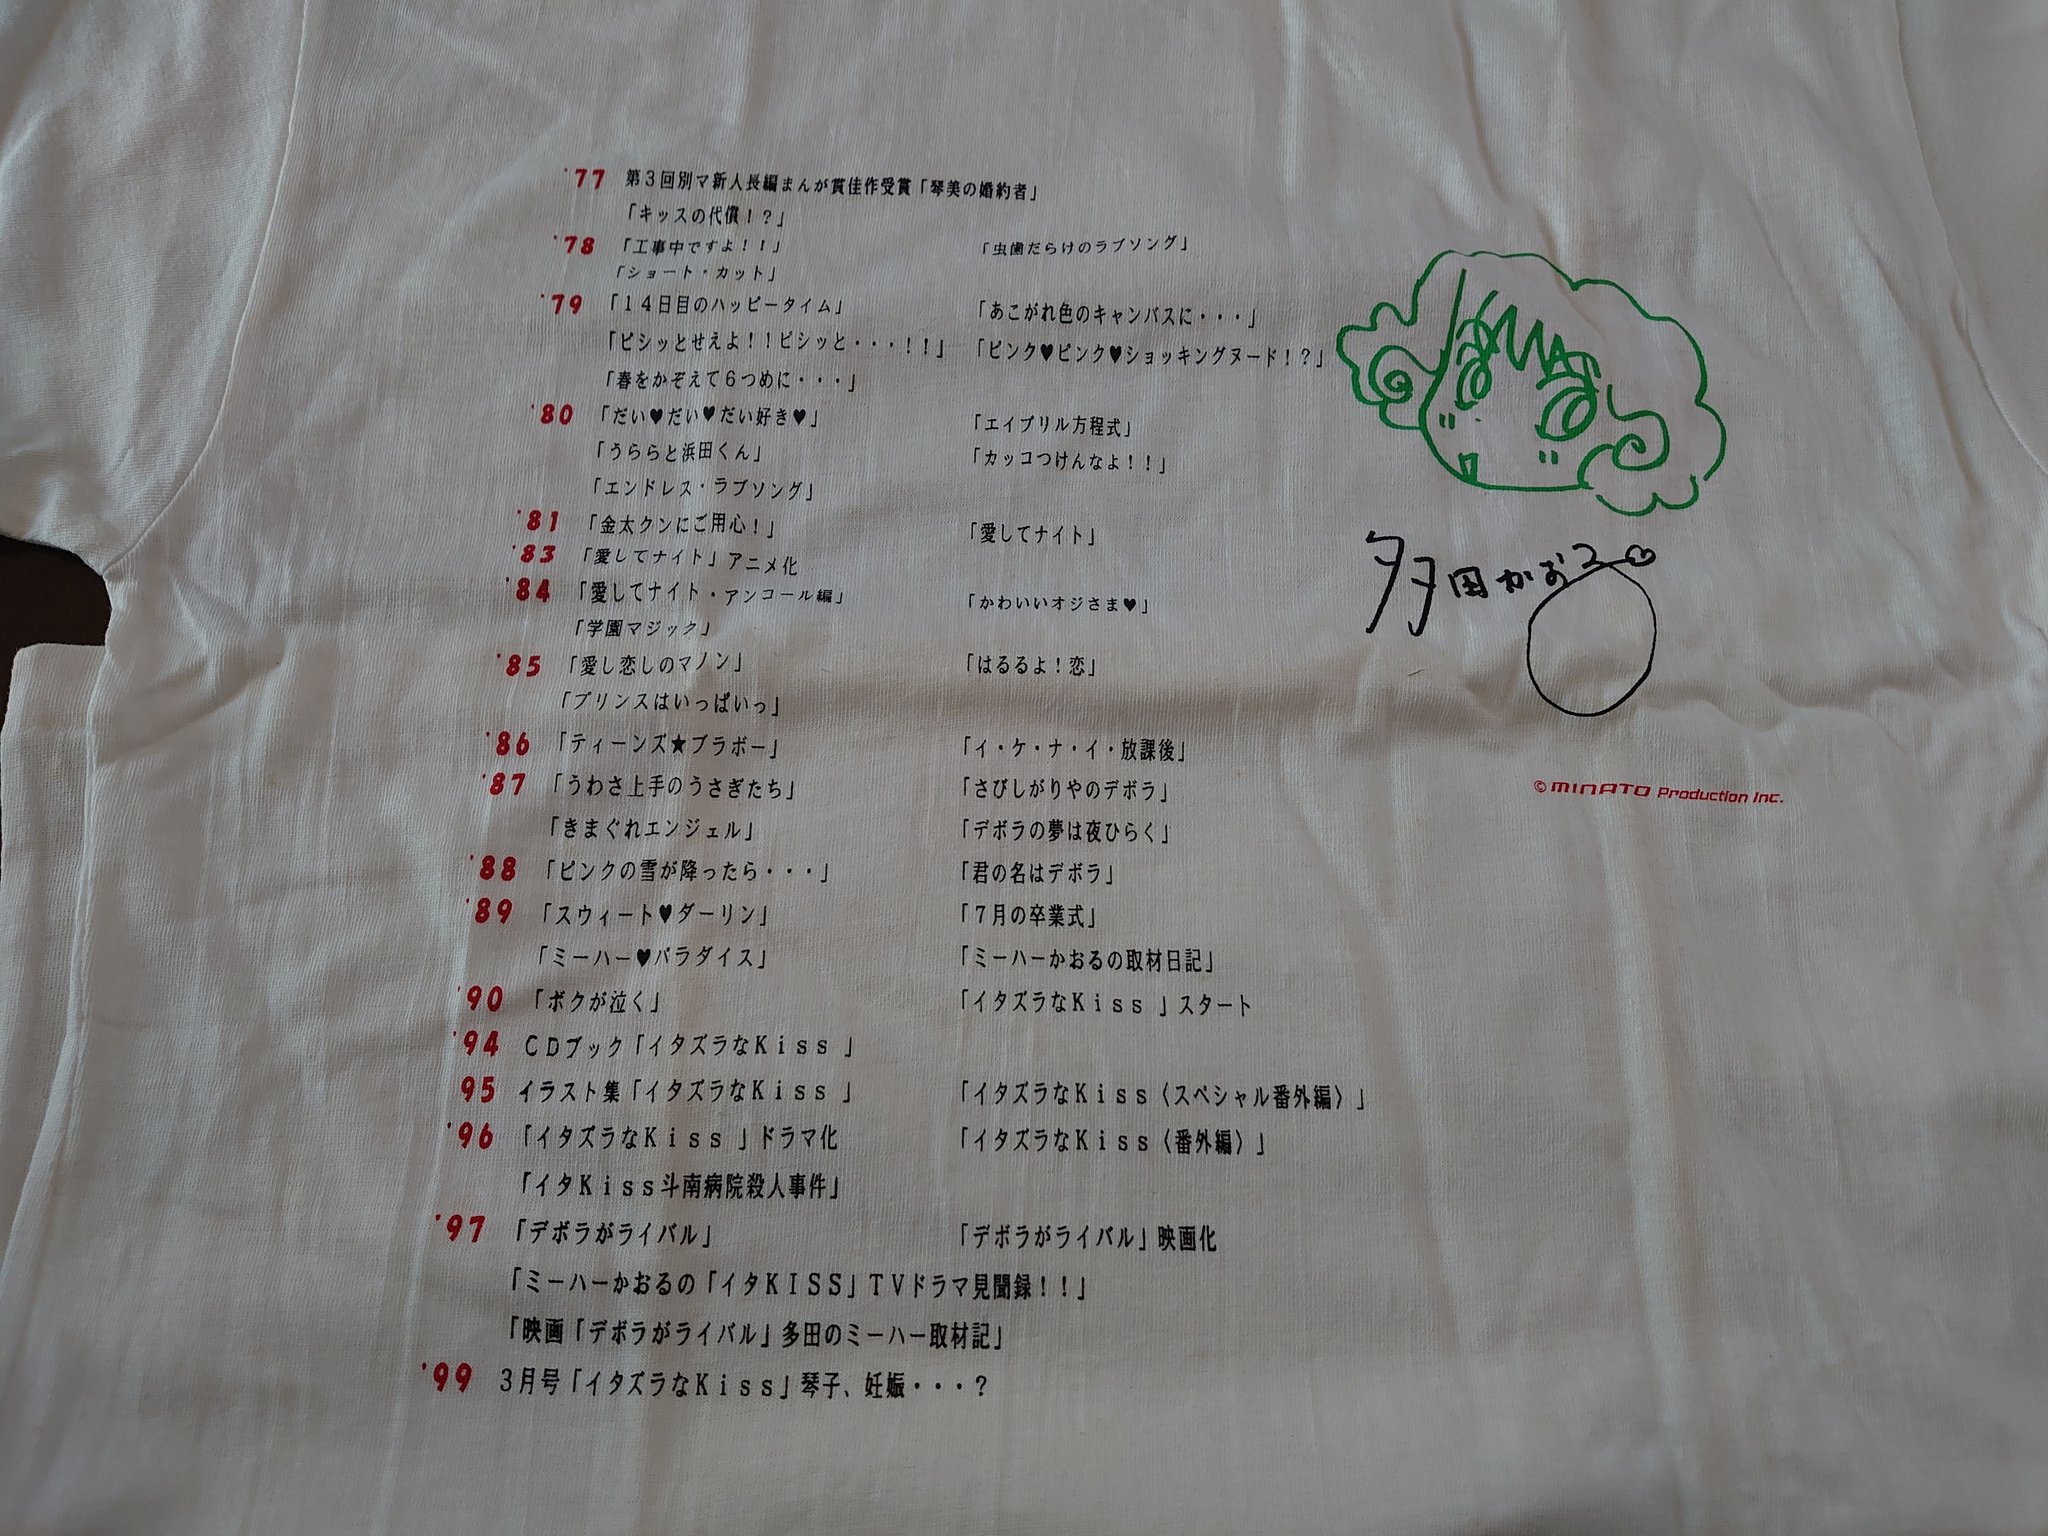 '77 第3回別マ新人長編まんが賞佳作受賞「琴美の婚約者」
「キッスの代償！？」
'78 「工事中ですよ！！」 「虫歯だらけのラブソング」
「ショート・カット」
'79 「１４日目のハッピータイム」 「あこがれ色のキャンバスに・・・」
「ピシッとせえよ！！ピシッと・・・！！」 「ピンク♥ピンク♥ショッキングヌード！？」
「春をかぞえて６つめに・・・」
'80 「だい♥だい♥だい好き♥」 「エイプリル方程式」
「うららと浜田くん」 「カッコつけんなよ！！」
「エンドレス・ラブソング」
'81 「金太クンにご用心！」 「愛してナイト」
'83 「愛してナイト」アニメ化
'84 「愛してナイト・アンコール編」 「かわいいオジさま♥」
「学園マジック」
'85 「愛し恋しのマノン」 「はるるよ！恋」
「プリンスはいっぱいっ」
'86 「ティーンズ★ブラボー」 「イ・ケ・ナ・イ・放課後」
'87 「うわさ上手のうさぎたち」 「さびしがりやのデボラ」
「きまぐれエンジェル」 「デボラの夢は夜ひらく」
'88 「ピンクの雪が降ったら・・・」 「君の名はデボラ」
'89 「スウィート♥ダーリン」 「７月の卒業式」
「ミーハー♥パラダイス」 「ミーハーかおるの取材日記」
'90 「ボクが泣く」 「イタズラなＫｉｓｓ」スタート
'94 ＣＤブック「イタズラなＫｉｓｓ」
'95 イラスト集「イタズラなＫｉｓｓ」 「イタズラなＫｉｓｓ〈スペシャル番外編〉」
'96 「イタズラなＫｉｓｓ」ドラマ化 「イタズラなＫｉｓｓ〈番外編〉」
「イタＫｉｓｓ斗南病院殺人事件」
'97 「デボラがライバル」 「デボラがライバル」映画化
「ミーハーかおるの「イタＫＩＳＳ」ＴＶドラマ見聞録！！」
「映画「デボラがライバル」多田のミーハー取材記」
'99 ３月号「イタズラなＫｉｓｓ」琴子、妊娠・・・？
多田かおる
© MINATO Production Inc.